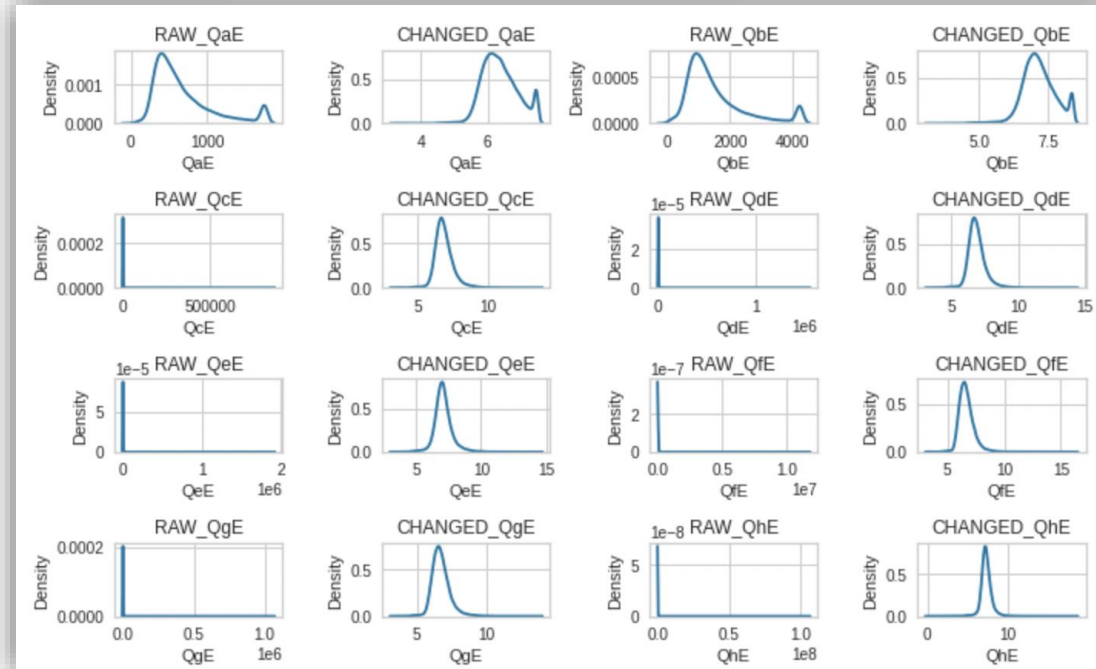 RAW_QaE
CHANGED_QaE
RAW_QbE
CHANGED_QbE
Density
0.001
0.000
0
1000
QaE
Density
0.5
0.0
4
6
QaE
Density
0.0005
0.0000
0
2000
4000
QbE
Density
0.5
0.0
5.0
7.5
QbE
RAW_QcE
CHANGED_QcE
1e−5 RAW_QdE
CHANGED_QdE
Density
0.0002
0.0000
0
500000
QcE
Density
0.5
0.0
5
10
QcE
Density
2
0
0
1
1e6
QdE
Density
0.5
0.0
5
10
15
QdE
1e−5 RAW_QeE
CHANGED_QeE
1e−7 RAW_QfE
CHANGED_QfE
Density
5
0
0
1
2
1e6
QeE
Density
0.5
0.0
5
10
15
QeE
Density
2
0
0.0
0.5
1.0
1e7
QfE
Density
0.5
0.0
5
10
15
QfE
RAW_QgE
CHANGED_QgE
1e−8 RAW_QhE
CHANGED_QhE
Density
0.0002
0.0000
0.0
0.5
1.0
1e6
QgE
Density
0.5
0.0
5
10
QgE
Density
5
0
0.0
0.5
1.0
1e8
QhE
Density
0.5
0.0
0
10
QhE